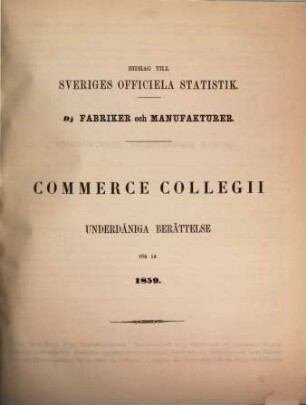 BIDRAG TILL
SVERIGES OFFICIELA STATISTIK.
D) FABRIKER och MANUFAKTURER.
COMMERCE COLLEGII
UNDERDÅNIGA BERÄTTELSE
FÖR ÅR
1859.